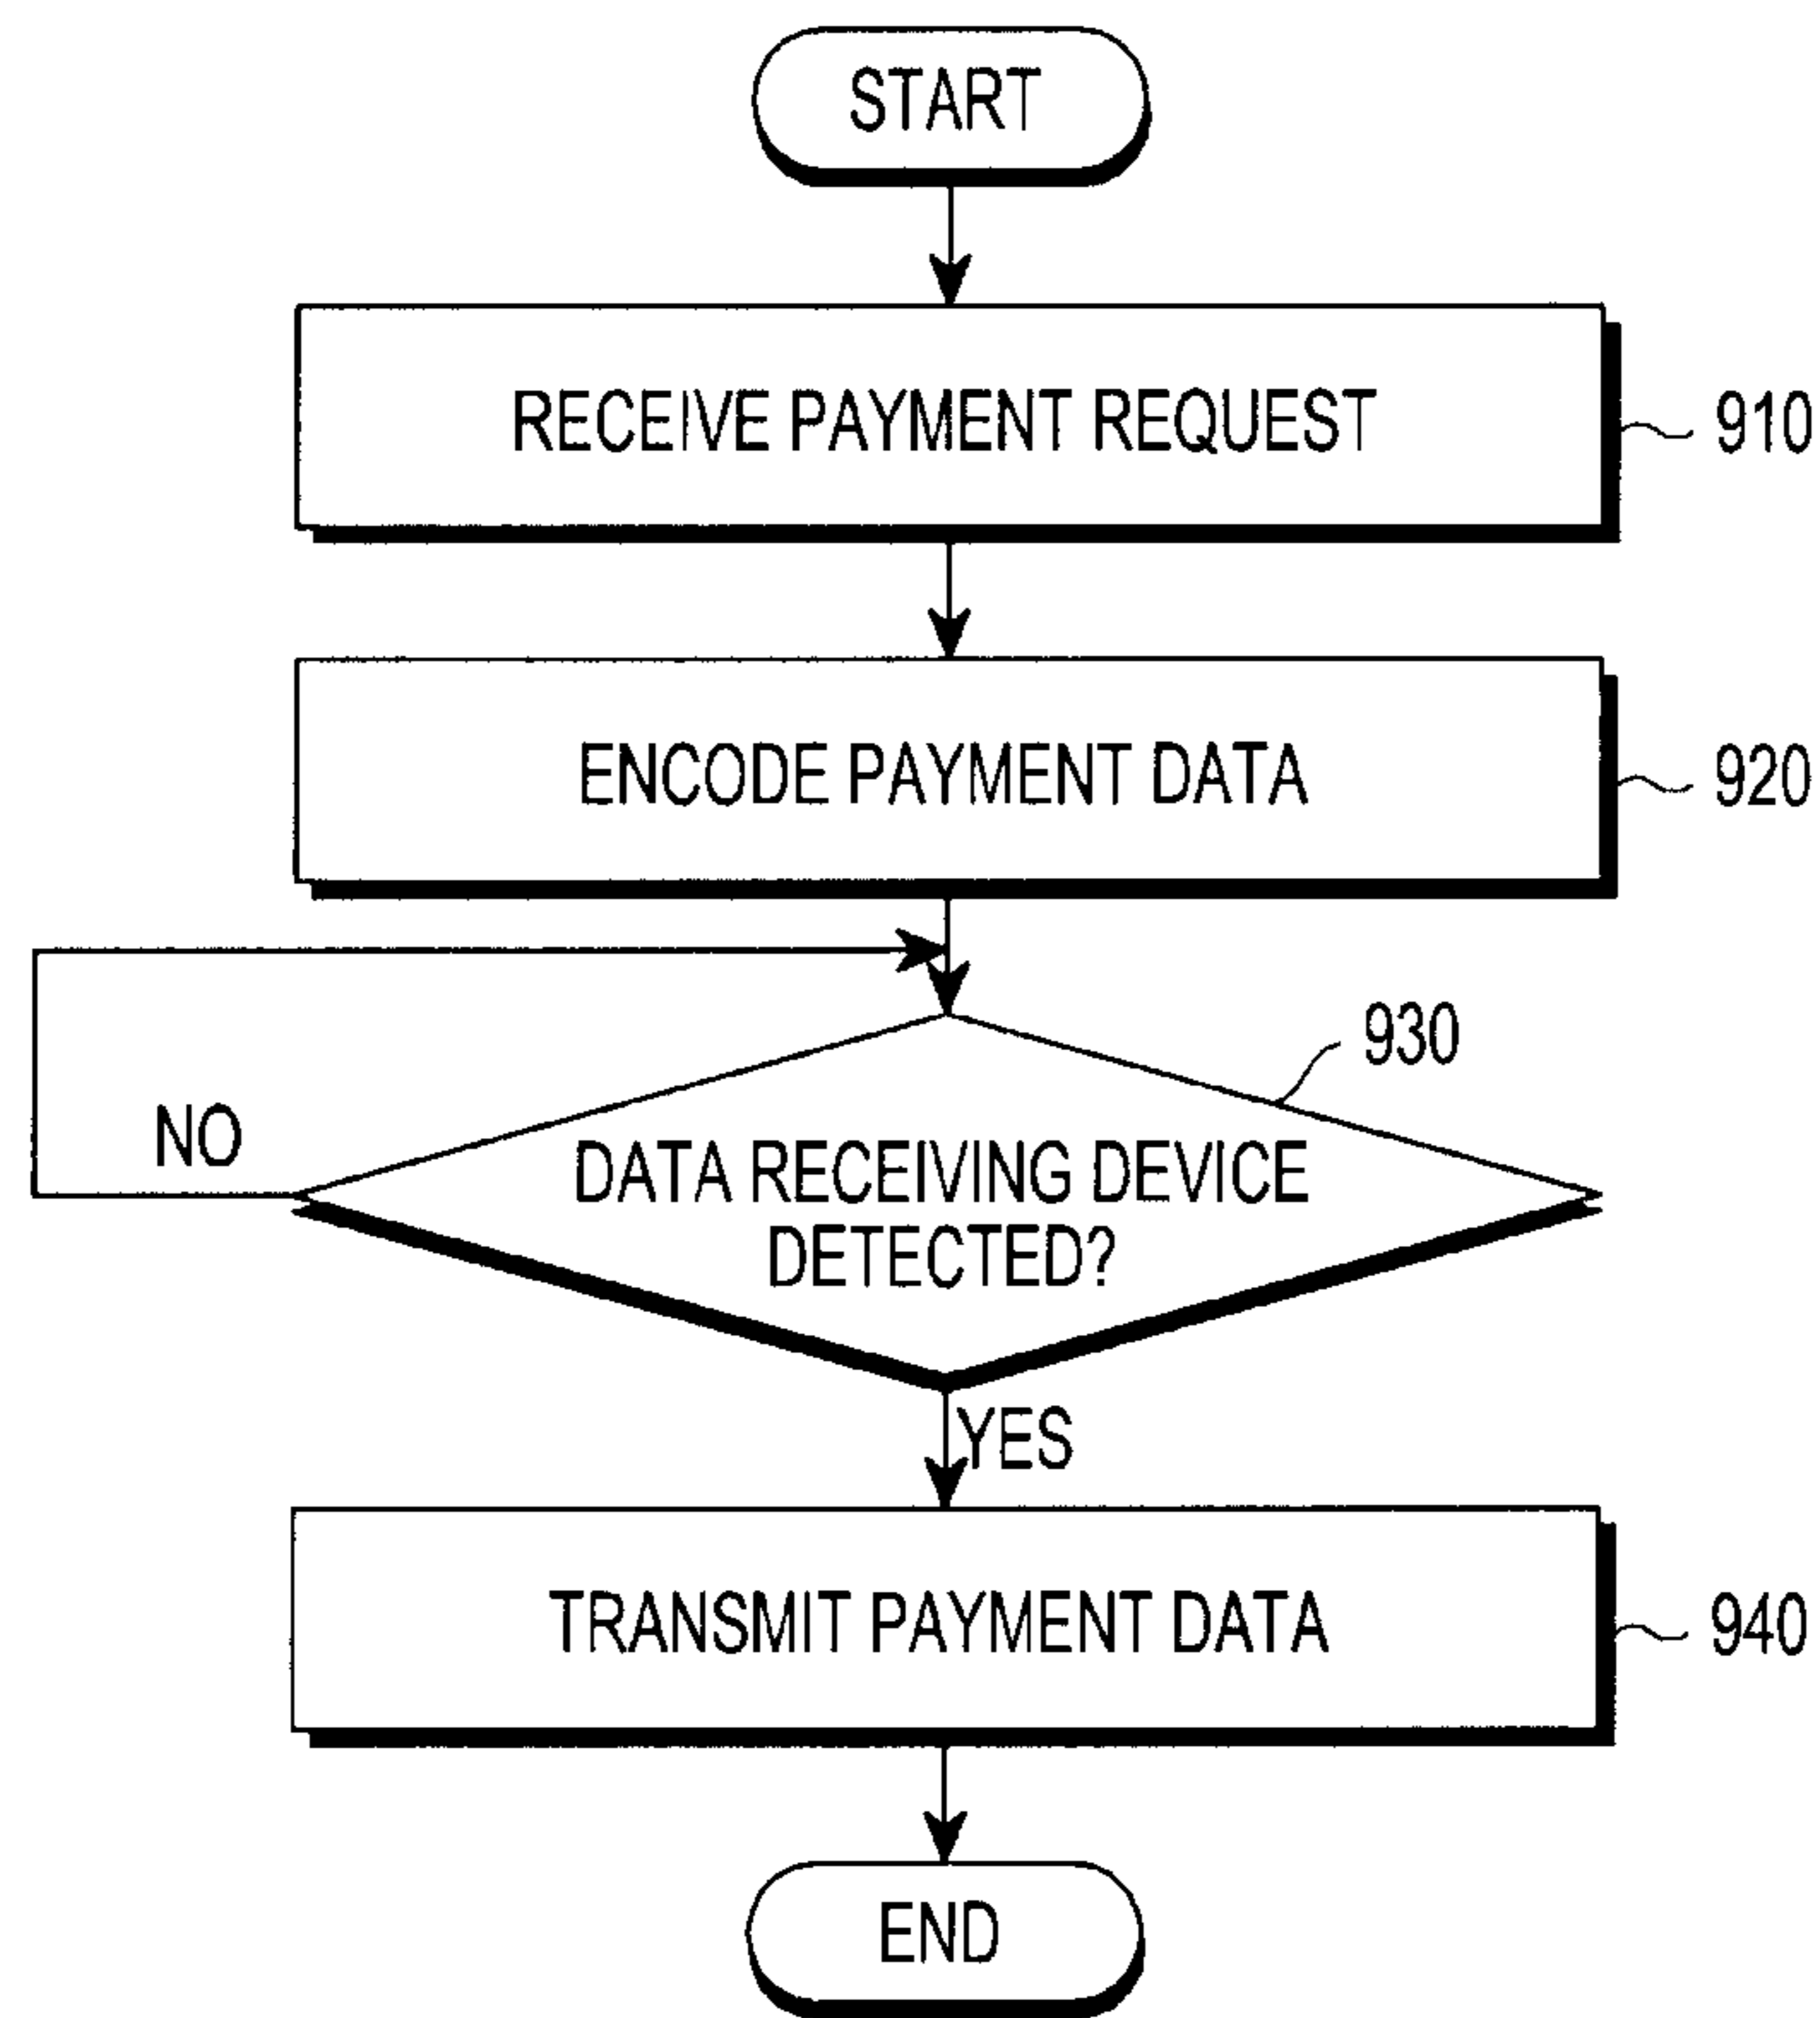 START
RECEIVE PAYMENT REQUEST
910
ENCODE PAYMENT DATA
920
930
NO
DATA RECEIVING DEVICE
DETECTED?
YES
TRANSMIT PAYMENT DATA
940
END